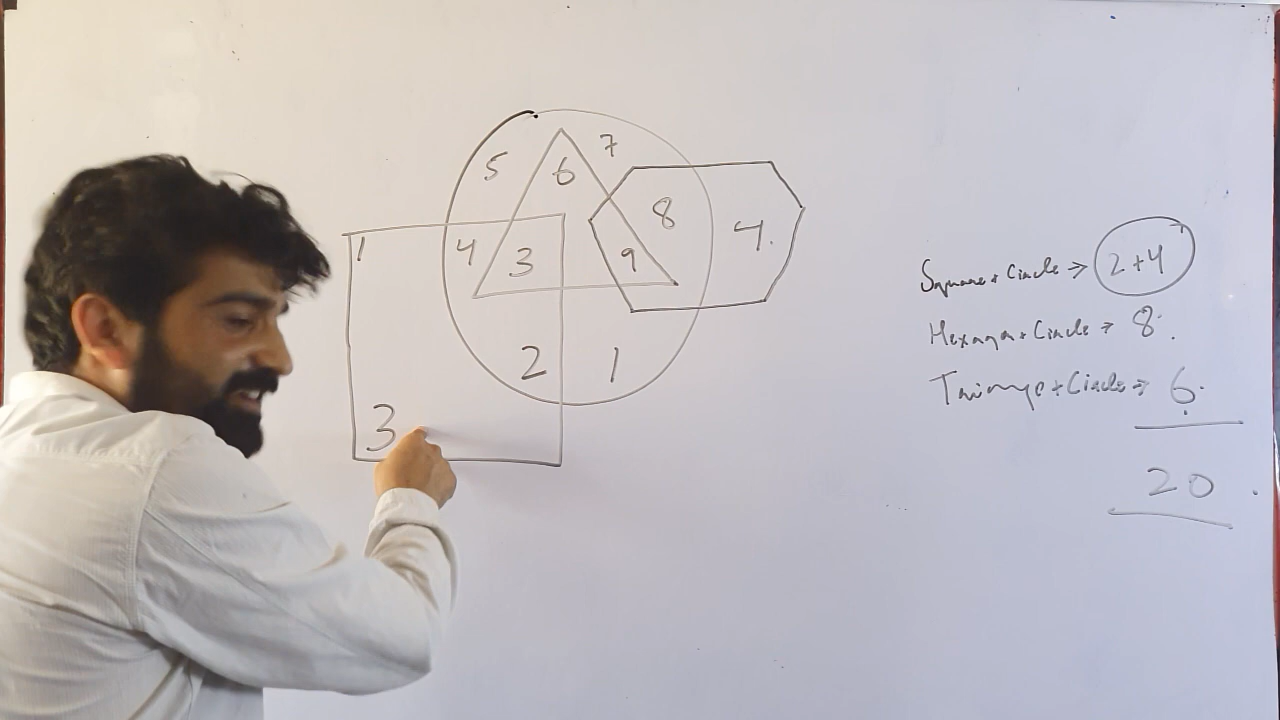 7
5 6
8
4.
1 4 3 9
2 1
3
Square + Circle → 2+4
Hexagon + Circle → 8.
Triangle + Circle → 6.
20.